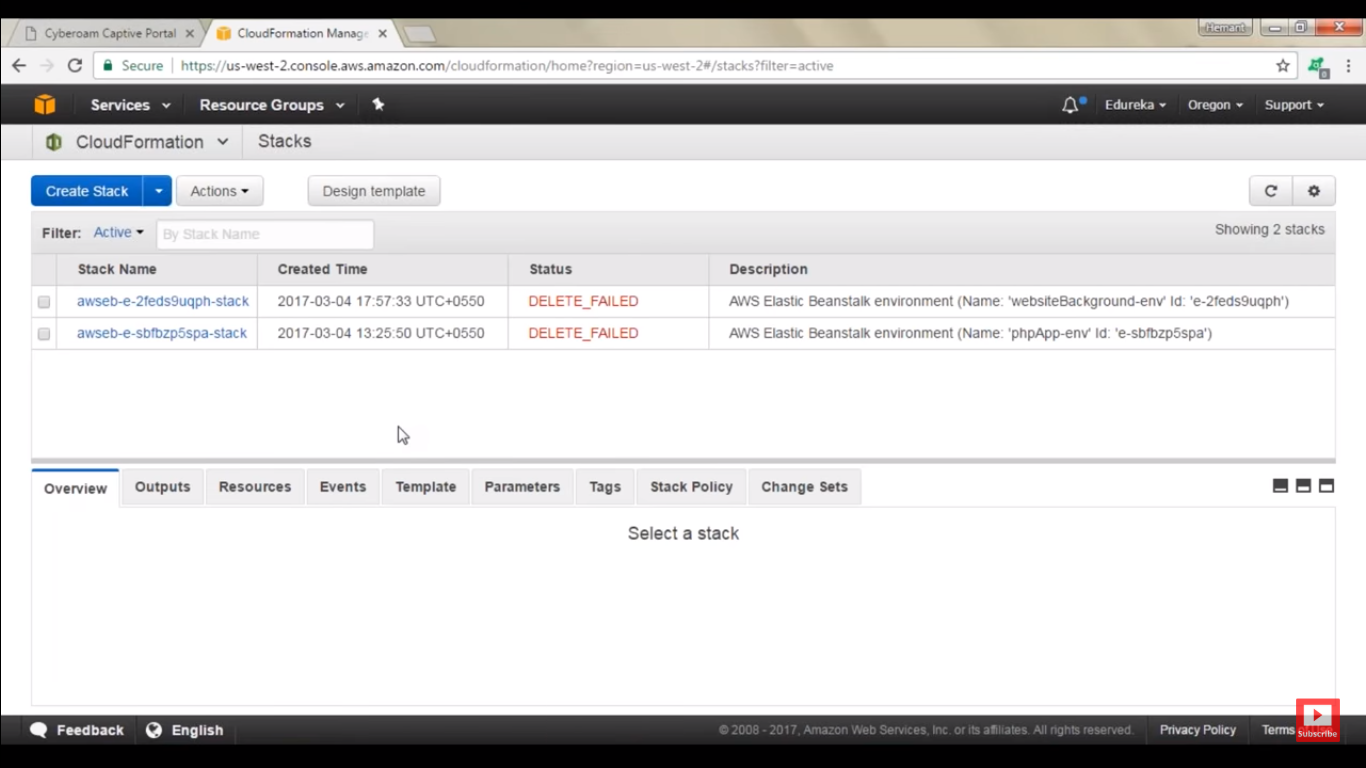 Cyberoam Captive Portal
CloudFormation Manage
Hemant
Secure
https://us-west-2.console.aws.amazon.com/cloudformation/home?region=us-west-2#/stacks?filter=active
Services
Resource Groups
Edureka
Oregon
Support
CloudFormation
Stacks
Create Stack
Actions
Design template
Filter: Active
By Stack Name
Showing 2 stacks
Stack Name Created Time Status Description
awseb-e-2feds9uqph-stack 2017-03-04 17:57:33 UTC+0550 DELETE_FAILED AWS Elastic Beanstalk environment (Name: 'websiteBackground-env' Id: 'e-2feds9uqph')
awseb-e-sbfbzp5spa-stack 2017-03-04 13:25:50 UTC+0550 DELETE_FAILED AWS Elastic Beanstalk environment (Name: 'phpApp-env' Id: 'e-sbfbzp5spa')
Overview Outputs Resources Events Template Parameters Tags Stack Policy Change Sets
Select a stack
Feedback
English
© 2008 - 2017, Amazon Web Services, Inc. or its affiliates. All rights reserved.
Privacy Policy
Terms
Subscribe